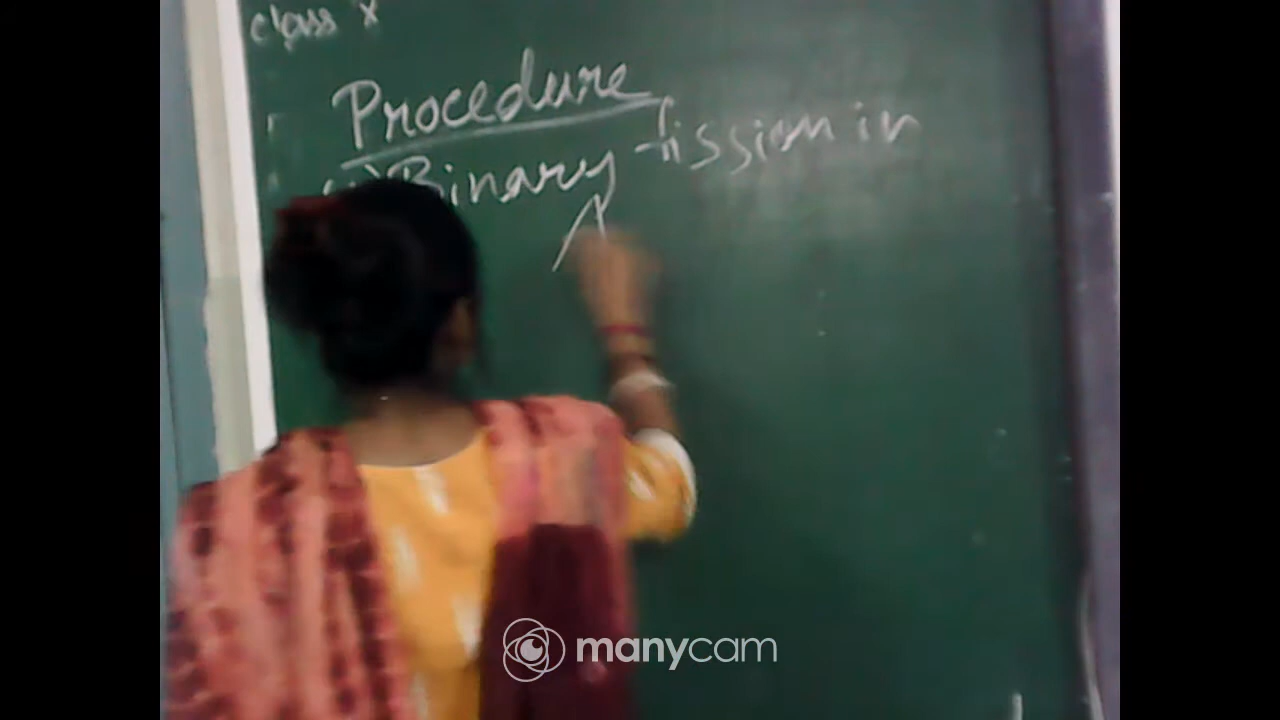 class X
Procedure
Binary fission in
A
manycam